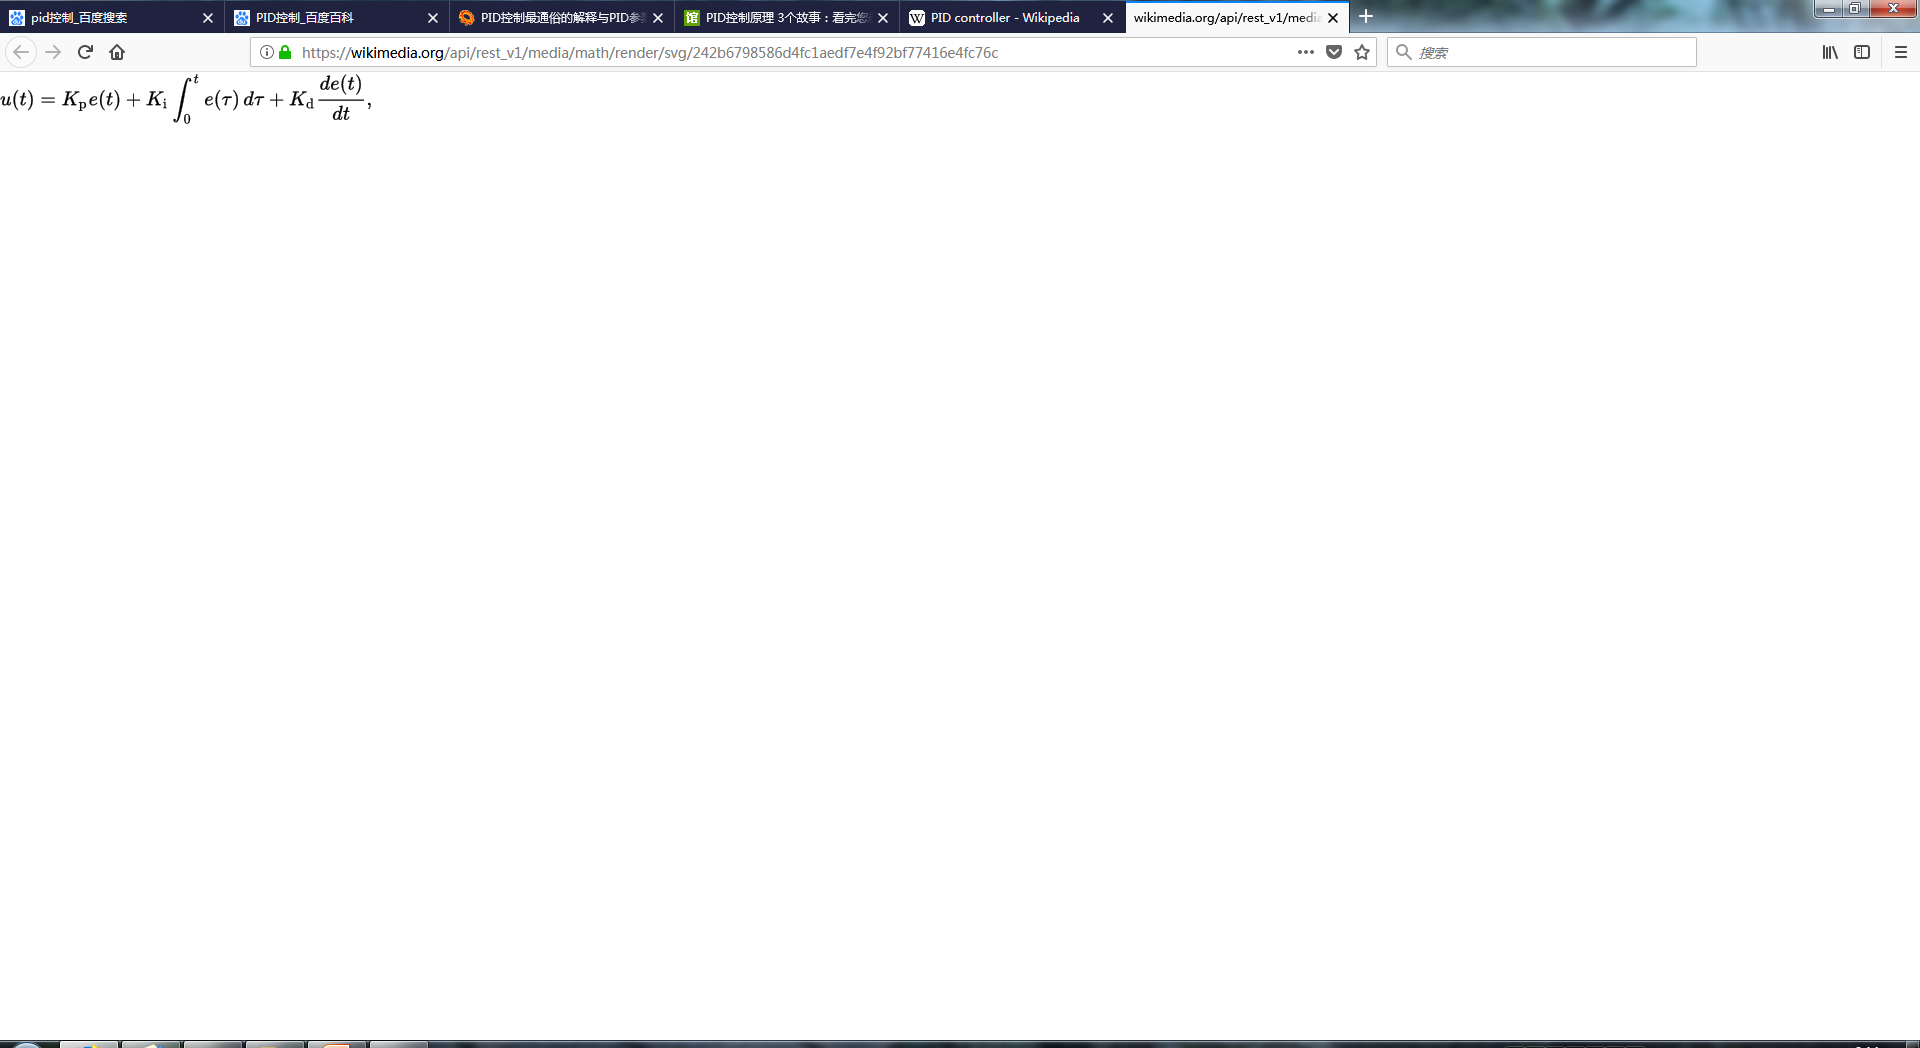 pid控制_百度搜索
PID控制_百度百科
PID控制最通俗的解释与PID参
PID控制原理 3个故事：看完您
PID controller - Wikipedia
wikimedia.org/api/rest_v1/media
https://wikimedia.org/api/rest_v1/media/math/render/svg/242b6798586d4fc1aedf7e4f92bf77416e4fc76c
搜索
u(t) = K_p e(t) + K_i ∫_0^t e(τ) dτ + K_d de(t)/dt,